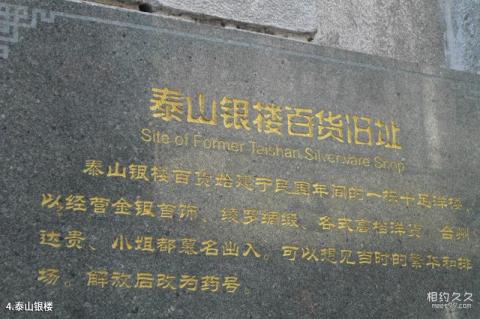 泰山银楼百货旧址
Site of Former Taishan Silverware Shop
泰山银楼百货始建于民国年间的一栋十足洋楼，
以经营金银首饰、绫罗绸缎、各式高档洋货，台州
达贵、小姐都慕名出入，可以想见当时的繁华和排
场。解放后改为药号。
4.泰山银楼
相约久久
meet99.com